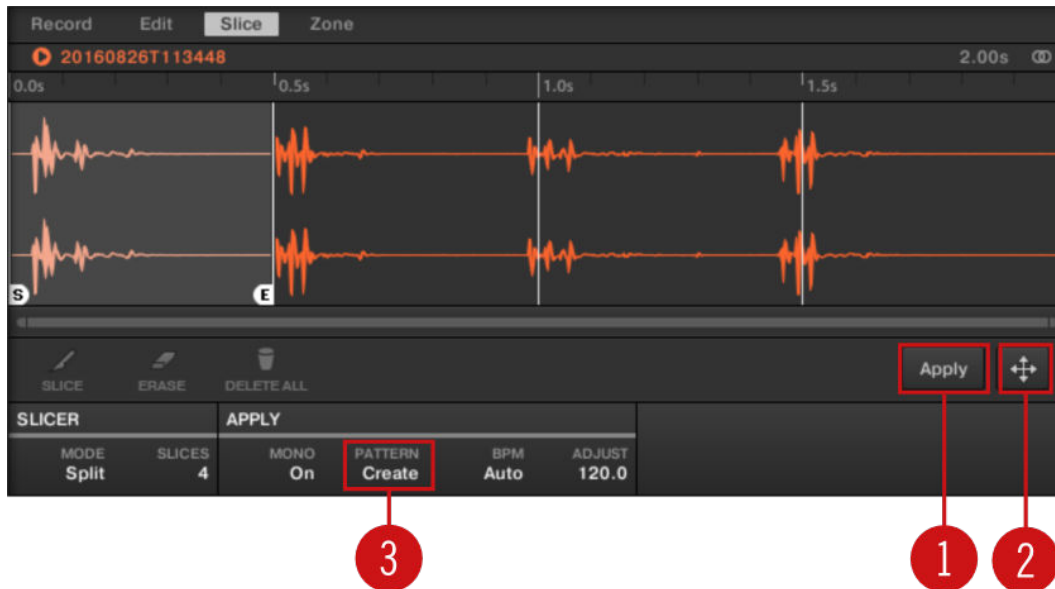 Record Edit Slice Zone
20160826T113448 2.00s
0.0s 0.5s 1.0s 1.5s
S E
SLICE ERASE DELETE ALL Apply
SLICER APPLY
MODE SLICES MONO PATTERN BPM ADJUST
Split 4 On Create Auto 120.0
3 1 2